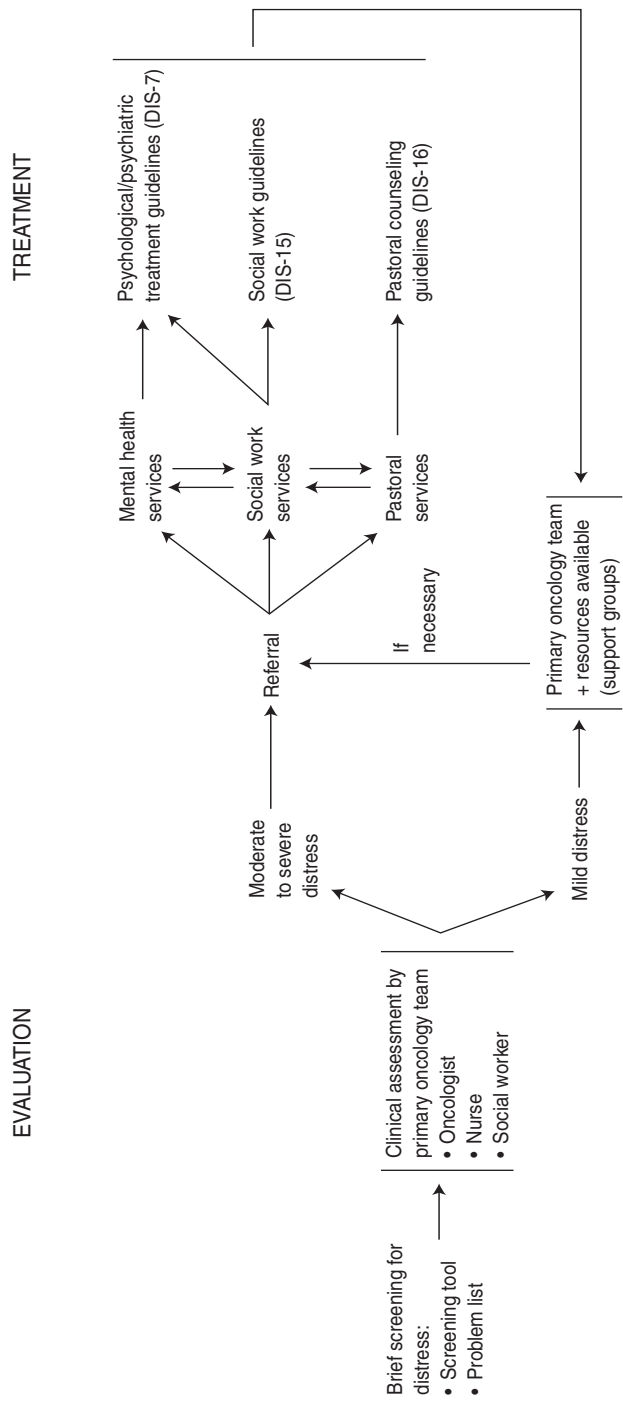 EVALUATION
TREATMENT
Brief screening for
distress:
• Screening tool
• Problem list
Clinical assessment by
primary oncology team
• Oncologist
• Nurse
• Social worker
Moderate
to severe
distress
Mild distress
Referral
If
necessary
Primary oncology team
+ resources available
(support groups)
Mental health
services
Social work
services
Pastoral
services
Psychological/psychiatric
treatment guidelines (DIS-7)
Social work guidelines
(DIS-15)
Pastoral counseling
guidelines (DIS-16)